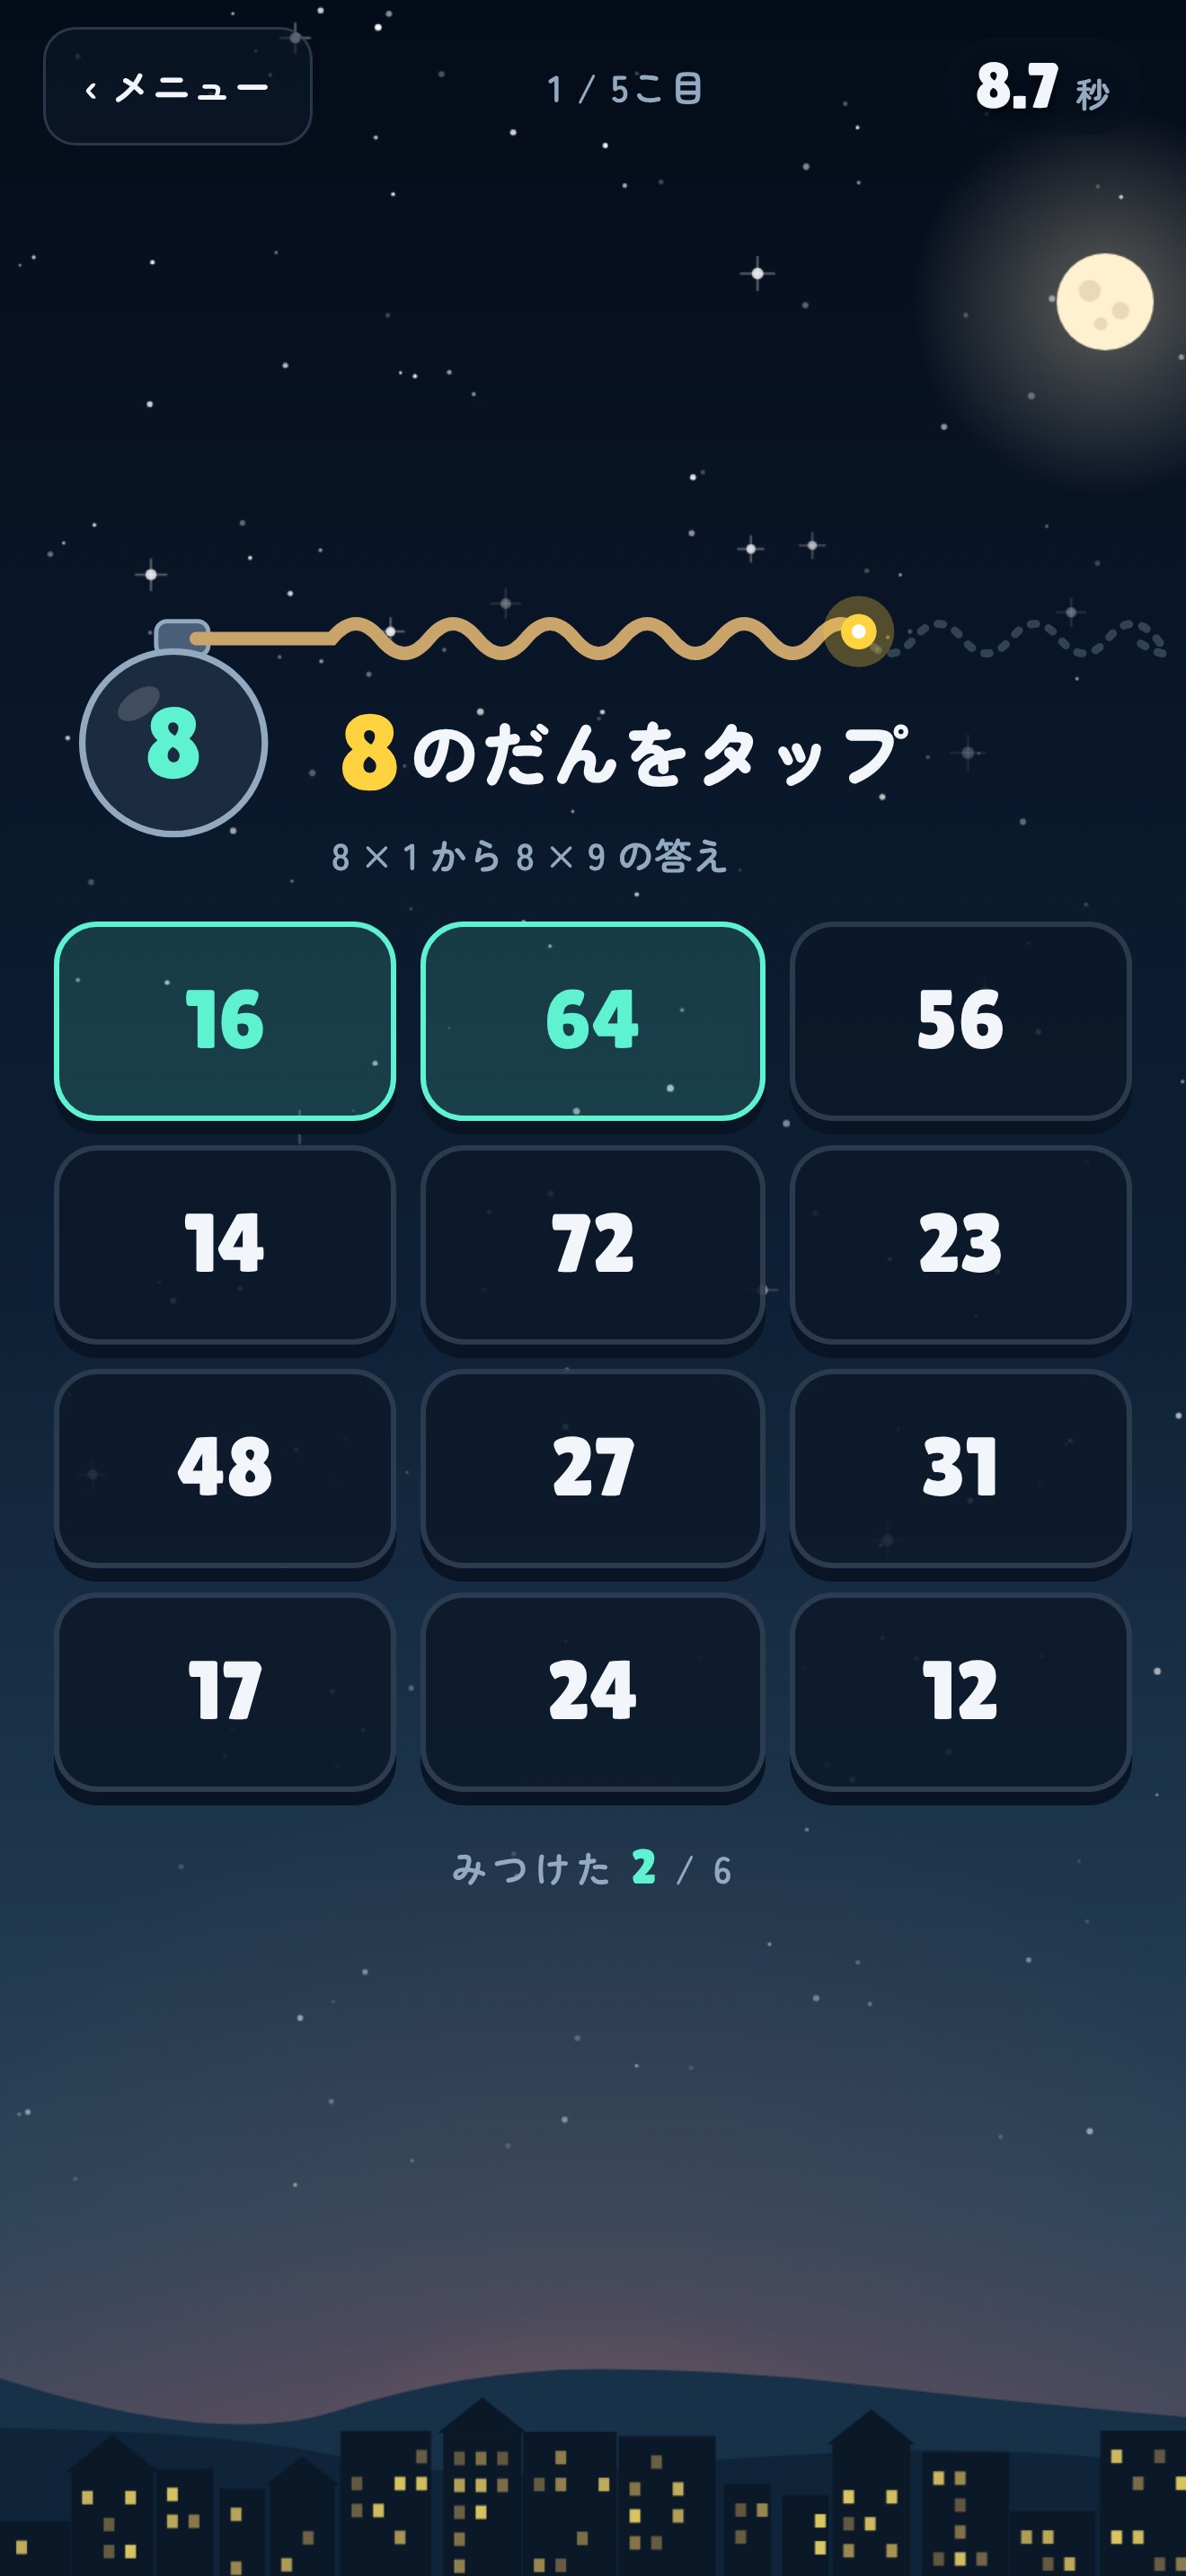 ‹ メニュー
1 / 5こ目
8.7 秒
8
8のだんをタップ
8 × 1 から 8 × 9 の答え
16 64 56
14 72 23
48 27 31
17 24 12
みつけた 2 / 6